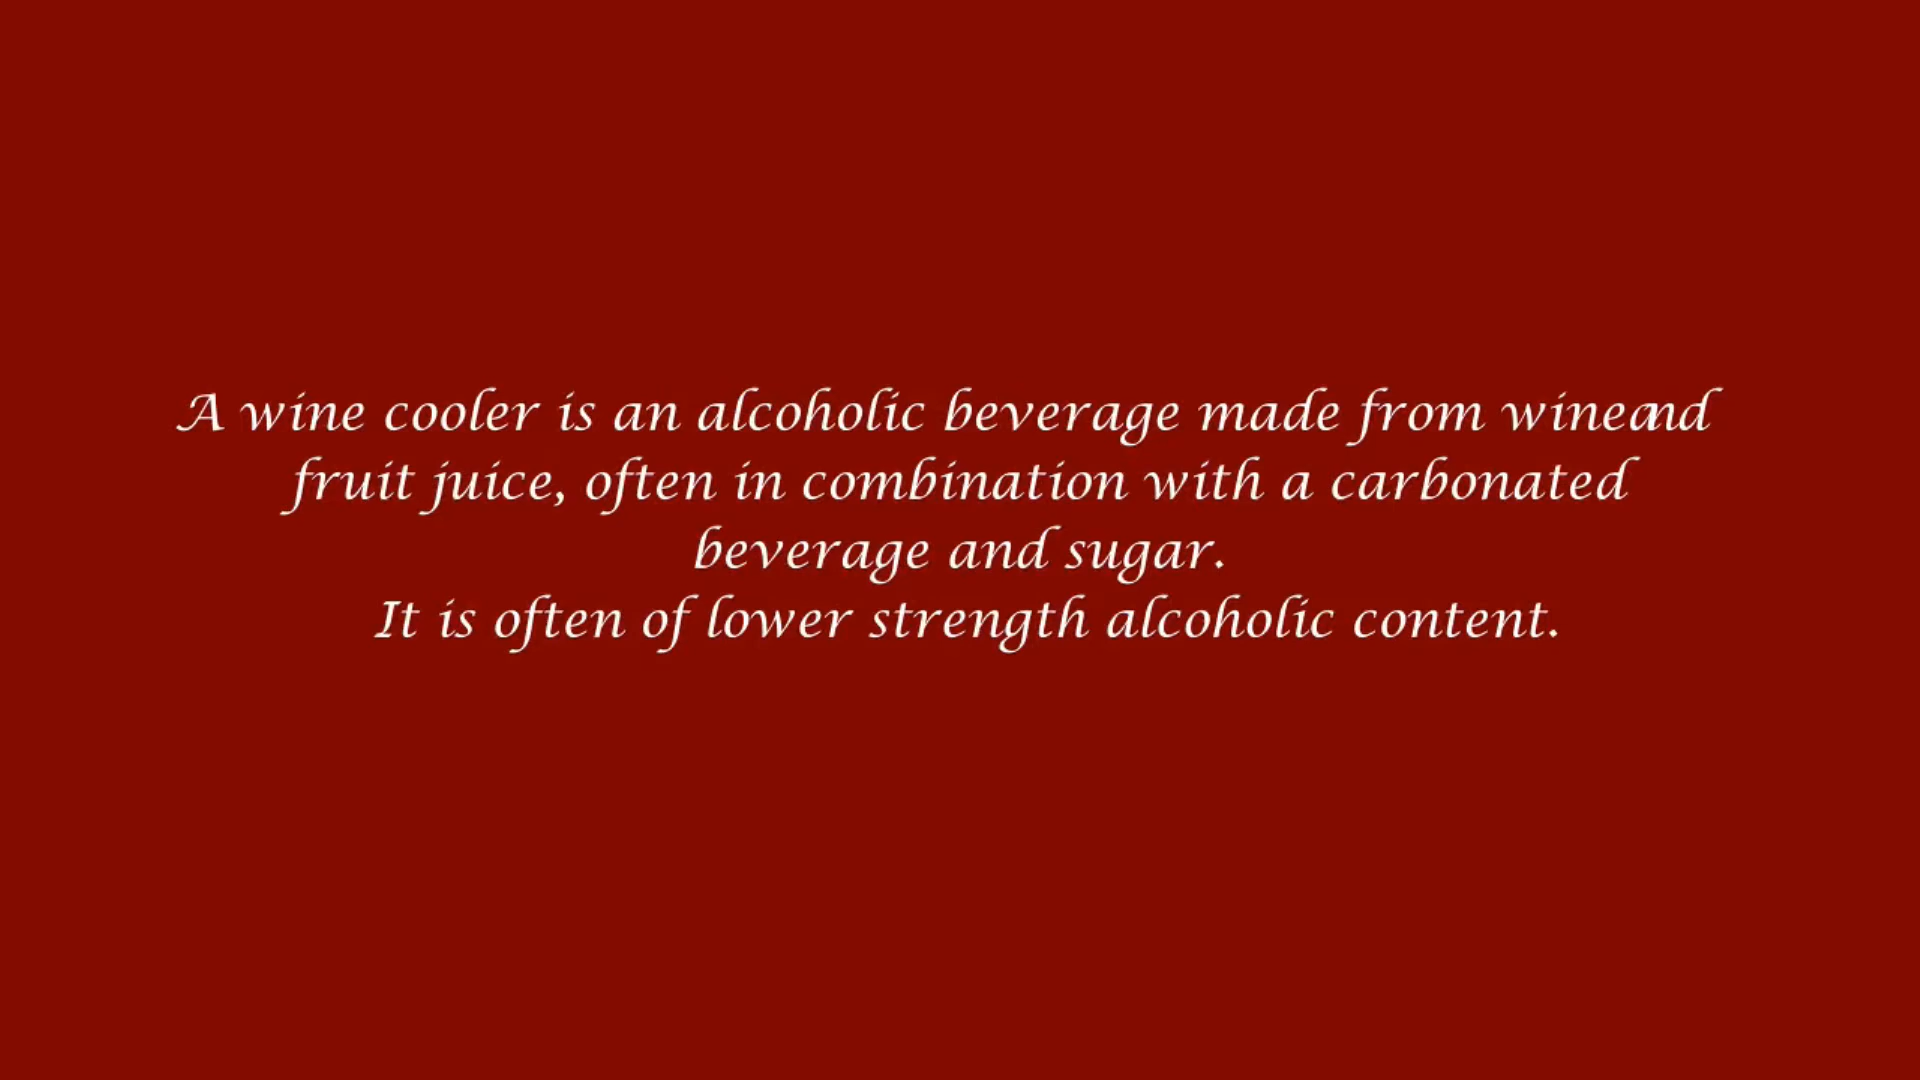 A wine cooler is an alcoholic beverage made from wineand
fruit juice, often in combination with a carbonated
beverage and sugar.
It is often of lower strength alcoholic content.